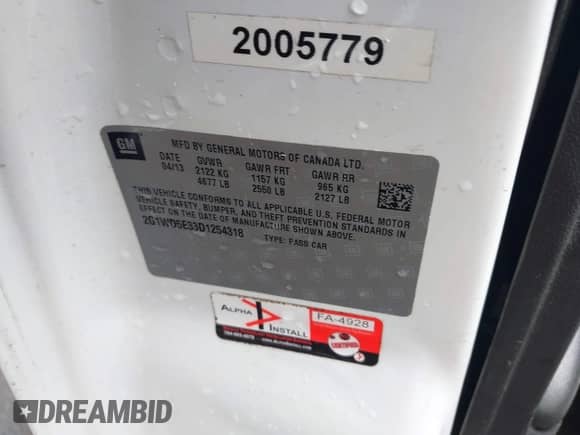 2005779
GM
MFD BY GENERAL MOTORS OF CANADA LTD.
DATE GVWR GAWR FRT GAWR RR
04/13 2122 KG 1157 KG 965 KG
4677 LB 2550 LB 2127 LB
THIS VEHICLE CONFORMS TO ALL APPLICABLE U.S. FEDERAL MOTOR
VEHICLE SAFETY, BUMPER, AND THEFT PREVENTION STANDARDS
IN EFFECT ON THE DATE OF MANUFACTURE SHOWN ABOVE.
2G1WD5E33D1254318 TYPE: PASS CAR
ALPHA INSTALL
FA-4928
CERTIFIED
DREAMBID